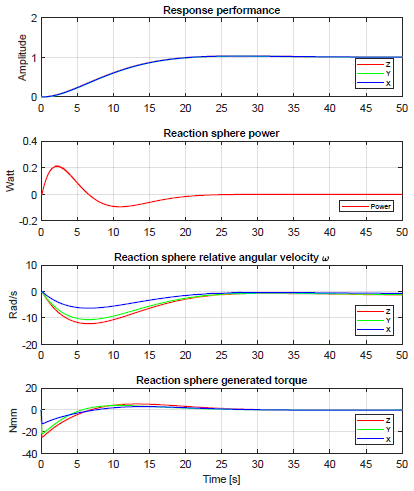 Response performance
2
1
0
Amplitude
Z
Y
X
0 5 10 15 20 25 30 35 40 45 50
Reaction sphere power
0.4
0.2
0
-0.2
Watt
Power
0 5 10 15 20 25 30 35 40 45 50
Reaction sphere relative angular velocity ω
10
0
-10
-20
Rad/s
Z
Y
X
0 5 10 15 20 25 30 35 40 45 50
Reaction sphere generated torque
20
0
-20
-40
Nmm
Z
Y
X
0 5 10 15 20 25 30 35 40 45 50
Time [s]